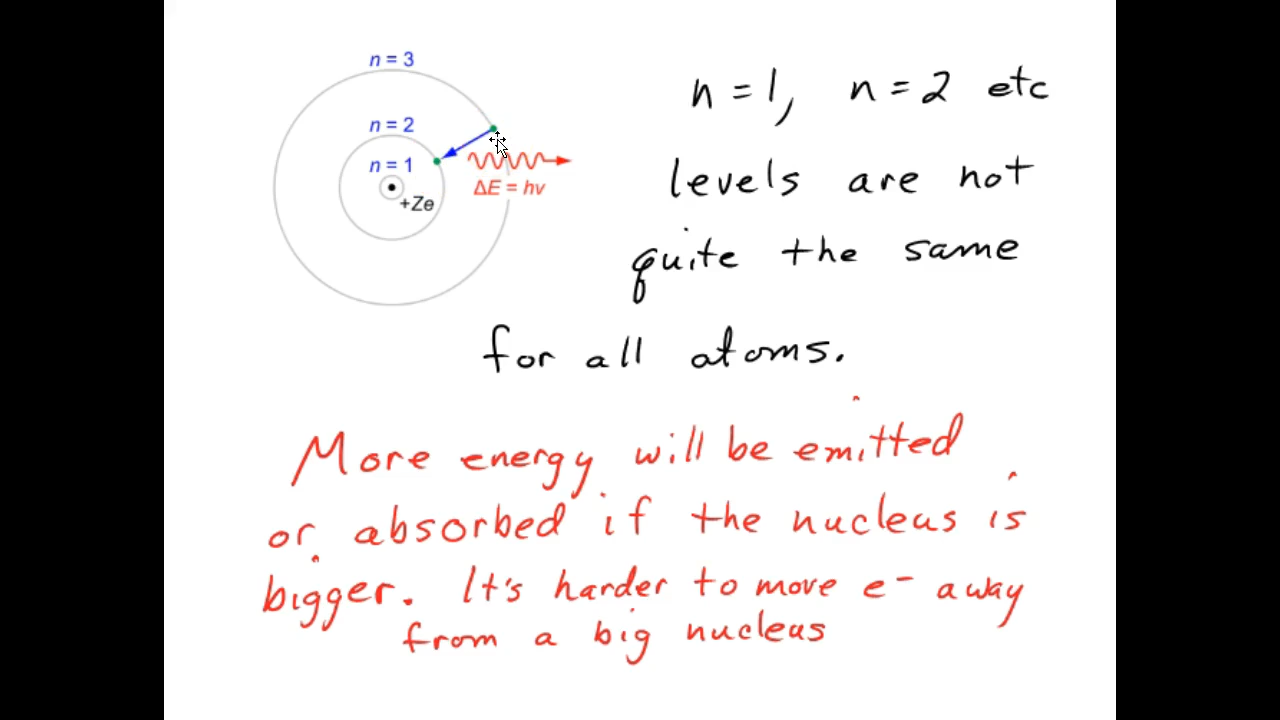 n = 3
n = 2
n = 1
+Ze
ΔE = hv
n = 1, n = 2 etc
levels are not
quite the same
for all atoms.
More energy will be emitted
or absorbed if the nucleus is
bigger. It's harder to move e- away
from a big nucleus